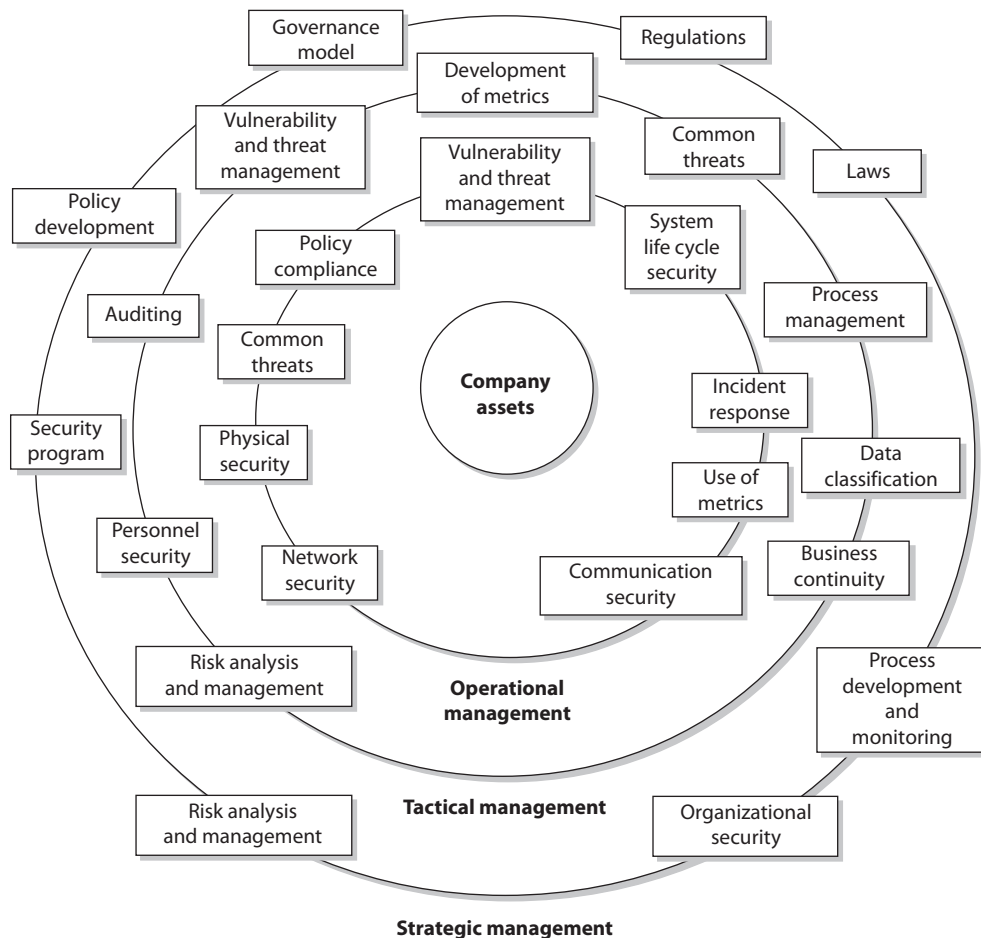 Governance
model
Regulations
Development
of metrics
Vulnerability
and threat
management
Common
threats
Vulnerability
and threat
management
Laws
Policy
development
System
life cycle
security
Policy
compliance
Auditing
Process
management
Common
threats
Company
assets
Incident
response
Security
program
Physical
security
Data
classification
Use of
metrics
Personnel
security
Network
security
Communication
security
Business
continuity
Risk analysis
and management
Operational
management
Process
development
and
monitoring
Tactical management
Risk analysis
and management
Organizational
security
Strategic management